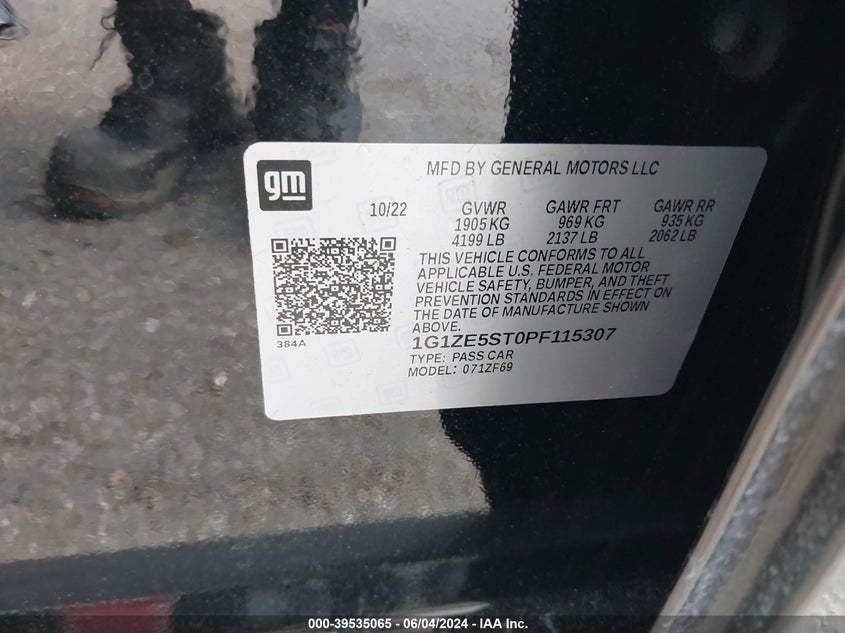 gm
MFD BY GENERAL MOTORS LLC
10/22 GVWR GAWR FRT GAWR RR
1905 KG 969 KG 935 KG
4199 LB 2137 LB 2062 LB
THIS VEHICLE CONFORMS TO ALL
APPLICABLE U.S. FEDERAL MOTOR
VEHICLE SAFETY, BUMPER, AND THEFT
PREVENTION STANDARDS IN EFFECT ON
THE DATE OF MANUFACTURE SHOWN
ABOVE.
384A
1G1ZE5ST0PF115307
TYPE: PASS CAR
MODEL: 071ZF69
000-39535065 - 06/04/2024 - IAA Inc.